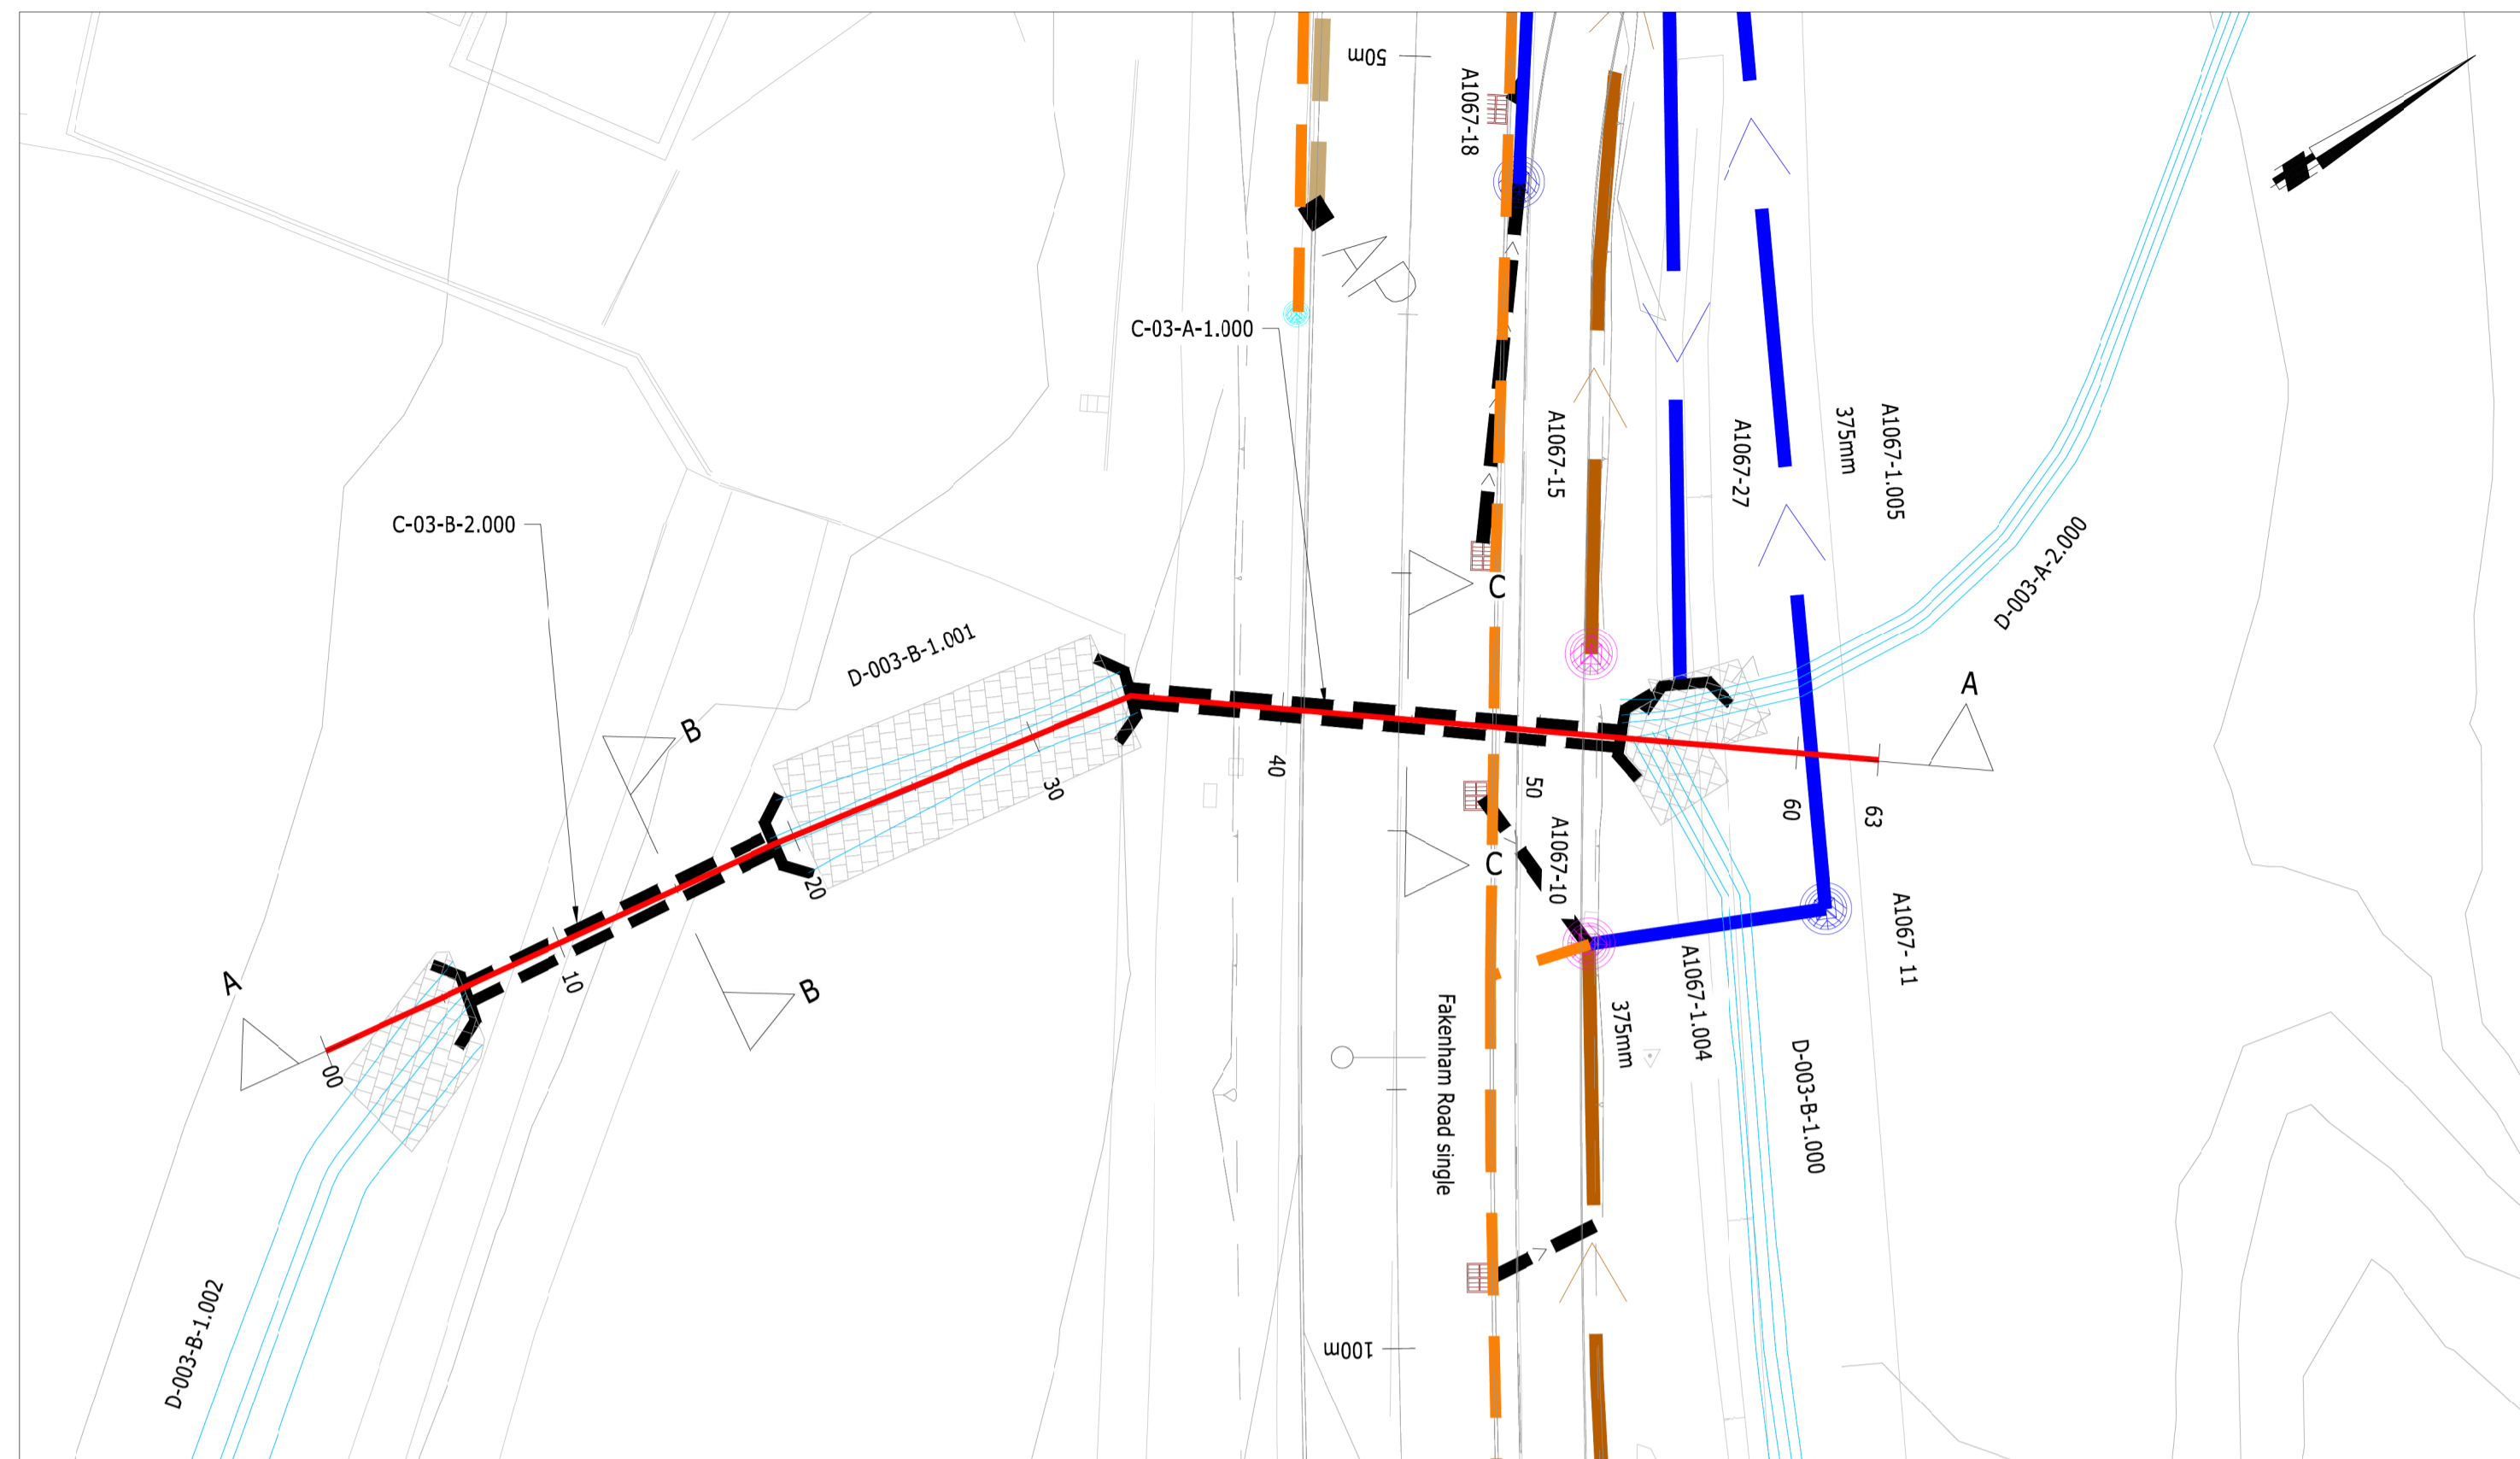 50m
A1067-18
C-03-A-1.000
A1067-15
A1067-27
375mm
A1067-1.005
C-03-B-2.000
D-003-A-2.000
C
D-003-B-1.001
A
B
40
30
50
60
63
C
A1067-10
20
A1067- 11
A
10
B
A1067-1.004
00
Fakenham Road single
375mm
D-003-B-1.000
D-003-B-1.002
100m